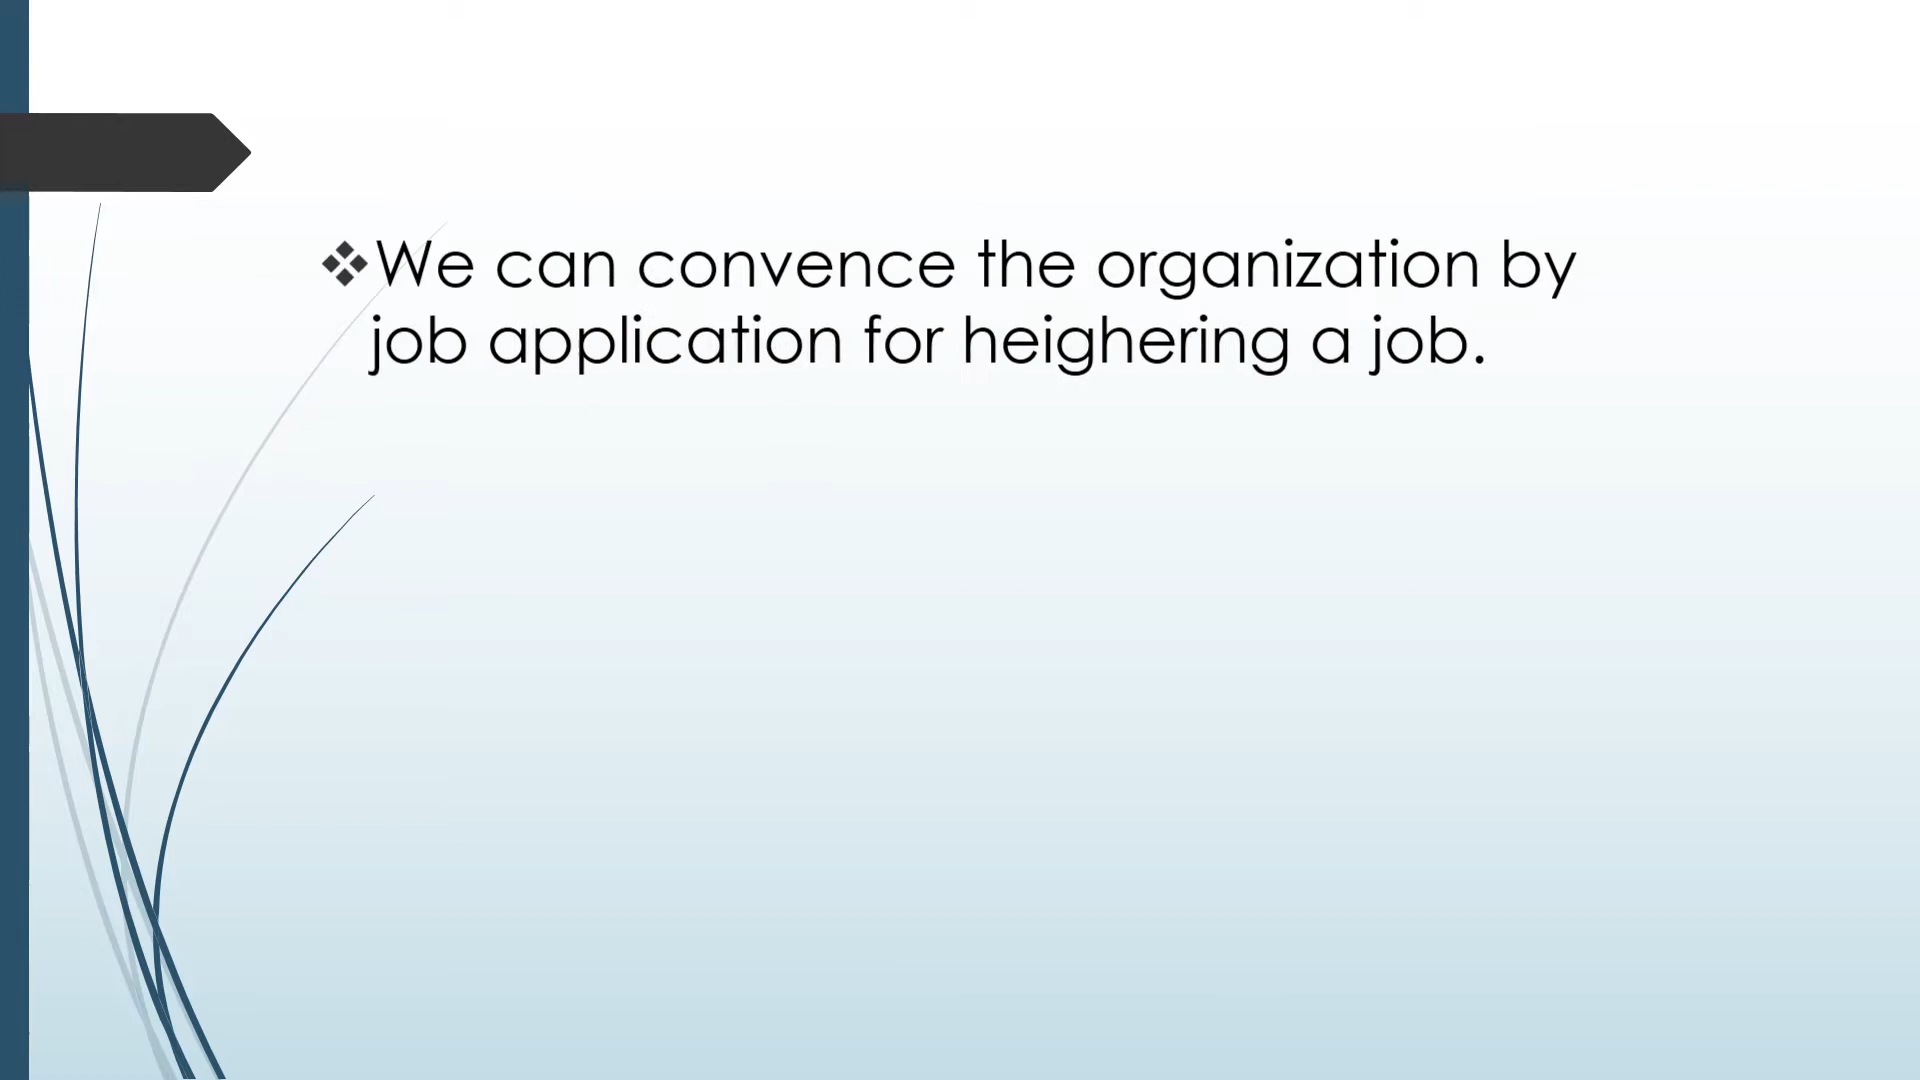 ❖We can convence the organization by
job application for heighering a job.